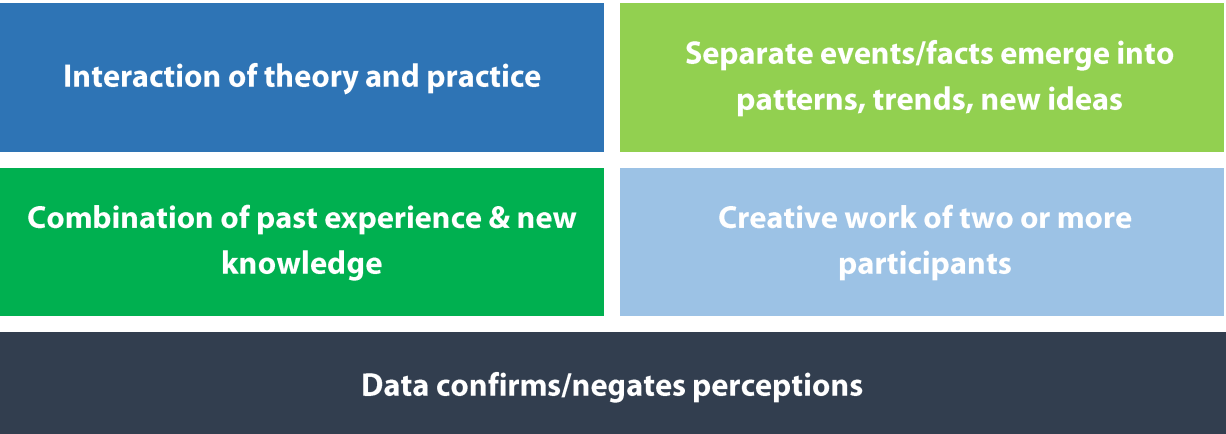 Interaction of theory and practice
Separate events/facts emerge into
patterns, trends, new ideas
Combination of past experience & new
knowledge
Creative work of two or more
participants
Data confirms/negates perceptions